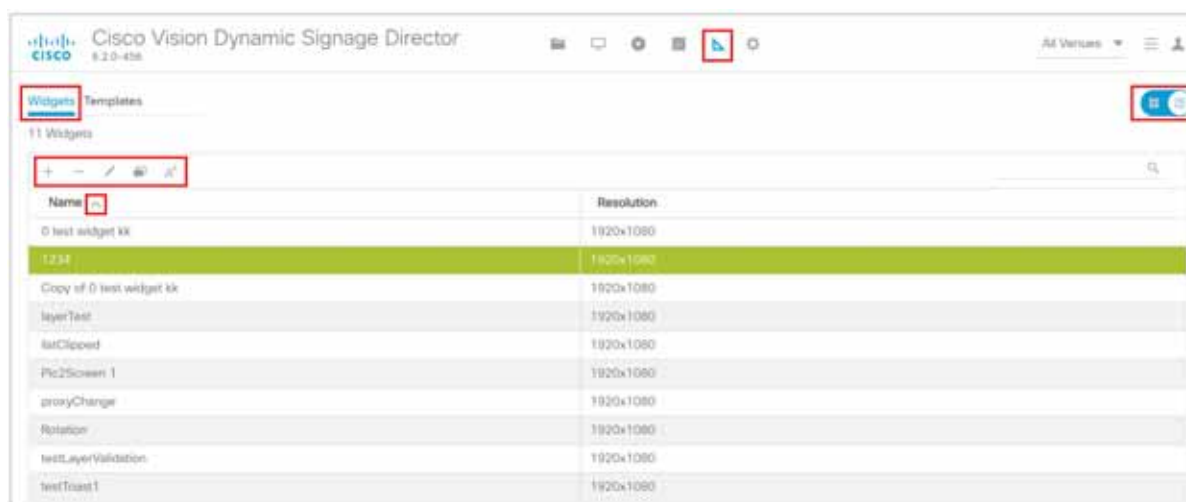 CISCO Cisco Vision Dynamic Signage Director
6.2.0-456
All Venues
Widgets Templates
11 Widgets
Name Resolution
0 test widget kk 1920x1080
1234 1920x1080
Copy of 0 test widget kk 1920x1080
layerTest 1920x1080
listClipped 1920x1080
Pic2Screen 1 1920x1080
proxyChange 1920x1080
Rotation 1920x1080
testLayerValidation 1920x1080
testToast1 1920x1080